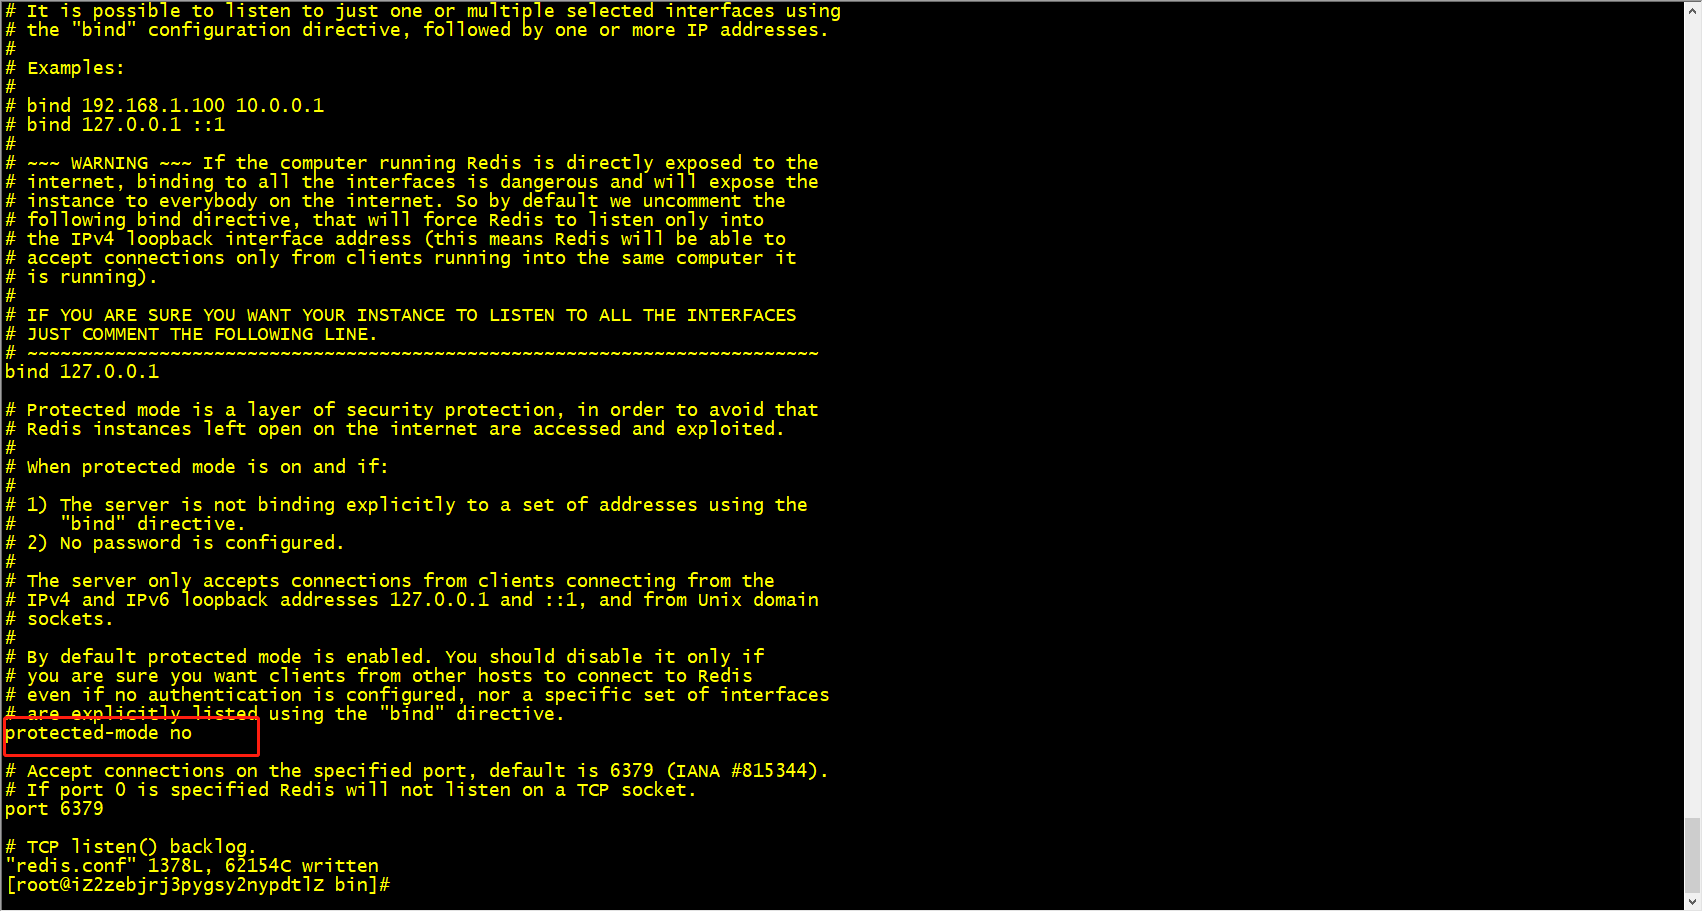 # It is possible to listen to just one or multiple selected interfaces using
# the "bind" configuration directive, followed by one or more IP addresses.
#
# Examples:
#
# bind 192.168.1.100 10.0.0.1
# bind 127.0.0.1 ::1
#
# ~~~ WARNING ~~~ If the computer running Redis is directly exposed to the
# internet, binding to all the interfaces is dangerous and will expose the
# instance to everybody on the internet. So by default we uncomment the
# following bind directive, that will force Redis to listen only into
# the IPv4 loopback interface address (this means Redis will be able to
# accept connections only from clients running into the same computer it
# is running).
#
# IF YOU ARE SURE YOU WANT YOUR INSTANCE TO LISTEN TO ALL THE INTERFACES
# JUST COMMENT THE FOLLOWING LINE.
# ~~~~~~~~~~~~~~~~~~~~~~~~~~~~~~~~~~~~~~~~~~~~~~~~~~~~~~~~~~~~~~~~~~~~~~~~
bind 127.0.0.1
# Protected mode is a layer of security protection, in order to avoid that
# Redis instances left open on the internet are accessed and exploited.
#
# When protected mode is on and if:
#
# 1) The server is not binding explicitly to a set of addresses using the
#    "bind" directive.
# 2) No password is configured.
#
# The server only accepts connections from clients connecting from the
# IPv4 and IPv6 loopback addresses 127.0.0.1 and ::1, and from Unix domain
# sockets.
#
# By default protected mode is enabled. You should disable it only if
# you are sure you want clients from other hosts to connect to Redis
# even if no authentication is configured, nor a specific set of interfaces
# are explicitly listed using the "bind" directive.
protected-mode no
# Accept connections on the specified port, default is 6379 (IANA #815344).
# If port 0 is specified Redis will not listen on a TCP socket.
port 6379
# TCP listen() backlog.
"redis.conf" 1378L, 62154C written
[root@iZ2zebjrj3pygsy2nypdtlZ bin]#